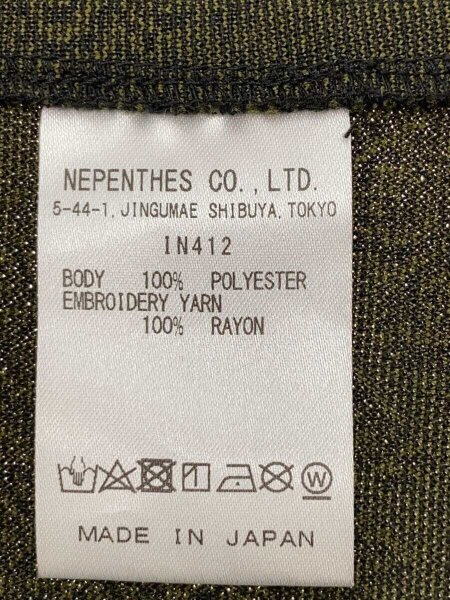 NEPENTHES CO., LTD.
5-44-1, JINGUMAE SHIBUYA, TOKYO
IN412
BODY 100% POLYESTER
EMBROIDERY YARN
100% RAYON
W
MADE IN JAPAN